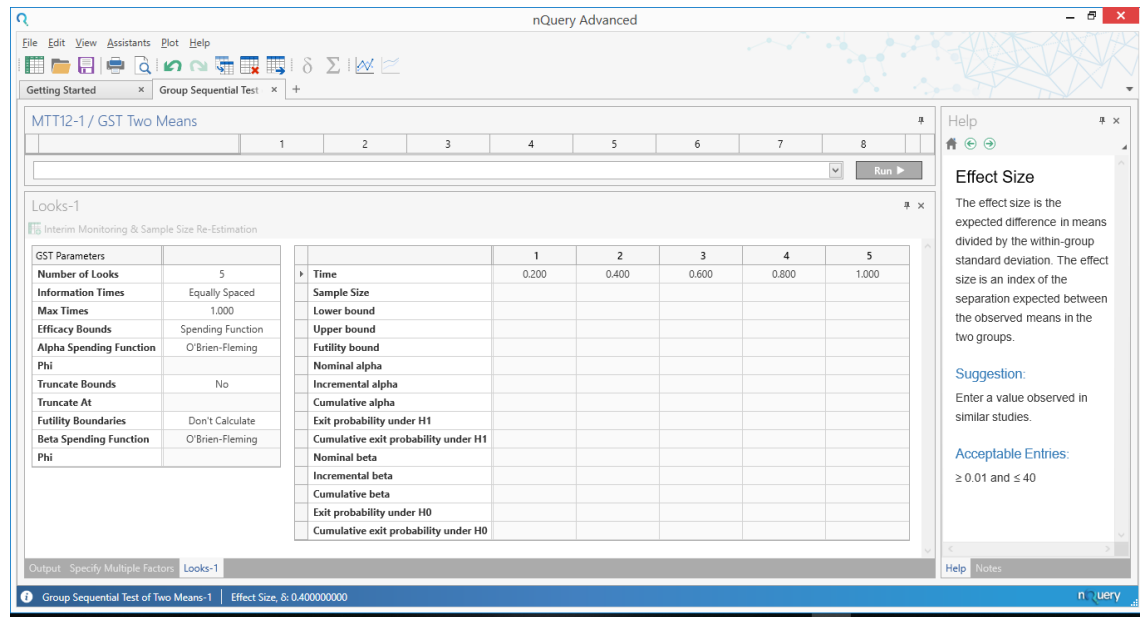 nQuery Advanced
File Edit View Assistants Plot Help
Getting Started × Group Sequential Test × +
MTT12-1 / GST Two Means
1 2 3 4 5 6 7 8
Run
Looks-1
Interim Monitoring & Sample Size Re-Estimation
GST Parameters
Number of Looks 5
Information Times Equally Spaced
Max Times 1.000
Efficacy Bounds Spending Function
Alpha Spending Function O'Brien-Fleming
Phi
Truncate Bounds No
Truncate At
Futility Boundaries Don't Calculate
Beta Spending Function O'Brien-Fleming
Phi
1 2 3 4 5
Time 0.200 0.400 0.600 0.800 1.000
Sample Size
Lower bound
Upper bound
Futility bound
Nominal alpha
Incremental alpha
Cumulative alpha
Exit probability under H1
Cumulative exit probability under H1
Nominal beta
Incremental beta
Cumulative beta
Exit probability under H0
Cumulative exit probability under H0
Output Specify Multiple Factors Looks-1
Help
Effect Size
The effect size is the
expected difference in means
divided by the within-group
standard deviation. The effect
size is an index of the
separation expected between
the observed means in the
two groups.
Suggestion:
Enter a value observed in
similar studies.
Acceptable Entries:
≥ 0.01 and ≤ 40
Help Notes
Group Sequential Test of Two Means-1 | Effect Size, δ: 0.400000000
nQuery